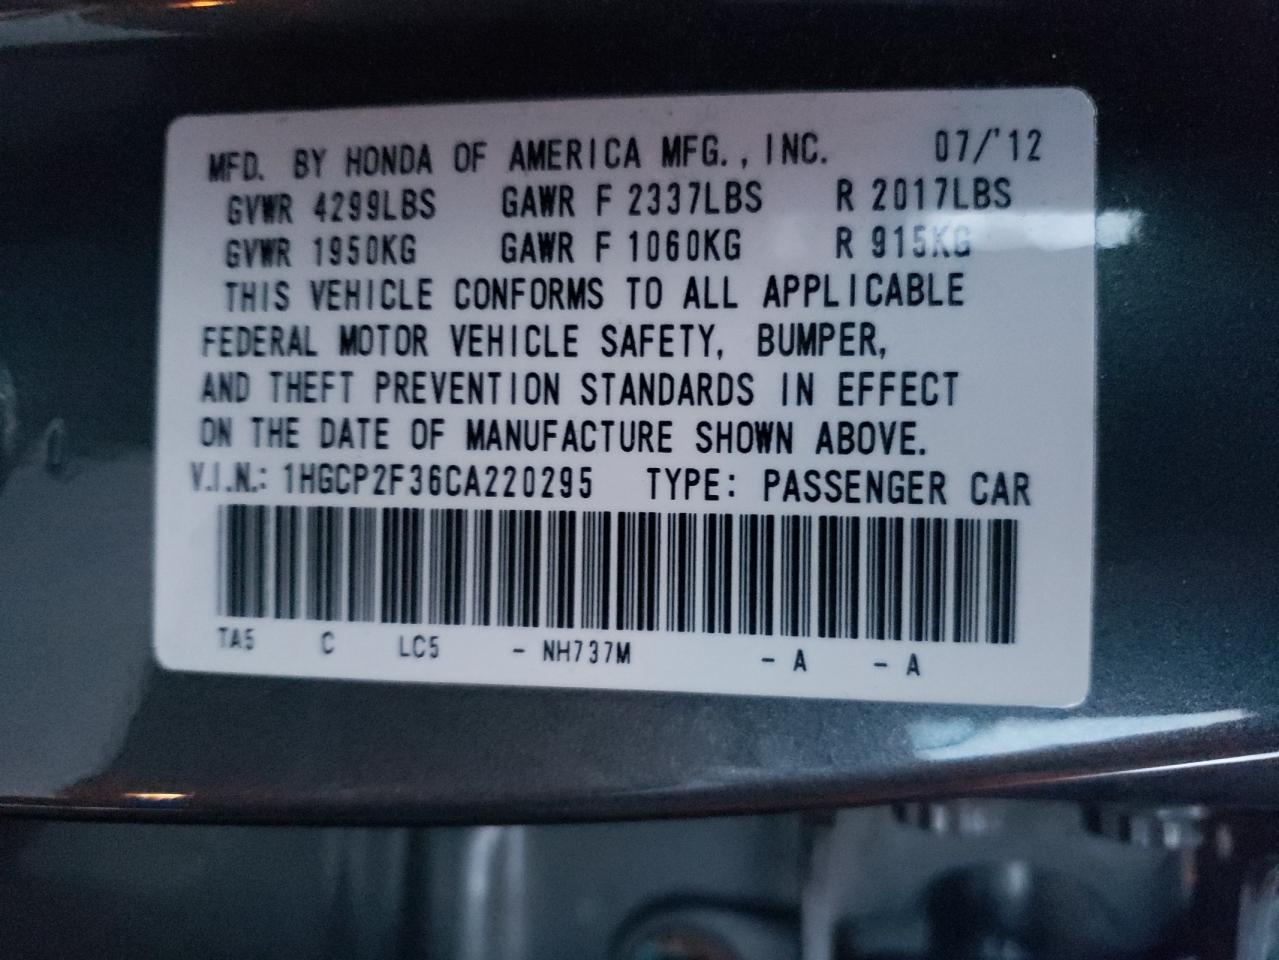 MFD. BY HONDA OF AMERICA MFG., INC. 07/'12
GVWR 4299LBS GAWR F 2337LBS R 2017LBS
GVWR 1950KG GAWR F 1060KG R 915KG
THIS VEHICLE CONFORMS TO ALL APPLICABLE
FEDERAL MOTOR VEHICLE SAFETY, BUMPER,
AND THEFT PREVENTION STANDARDS IN EFFECT
ON THE DATE OF MANUFACTURE SHOWN ABOVE.
V.I.N.: 1HGCP2F36CA220295 TYPE: PASSENGER CAR
TA5 C LC5 - NH737M - A - A